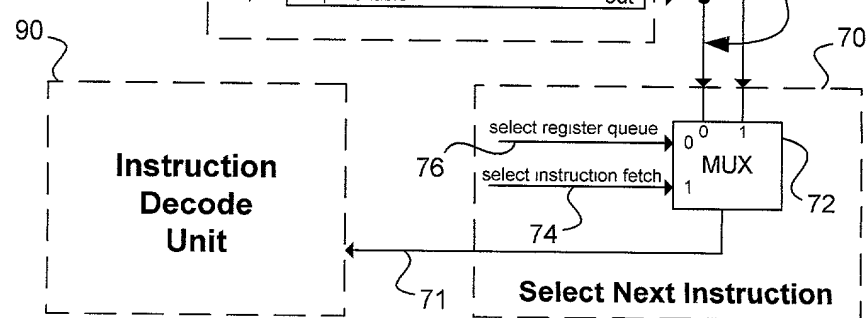 out
90
70
select register queue
0 1
0
MUX
76
select instruction fetch
1
72
Instruction
Decode
Unit
74
71
Select Next Instruction